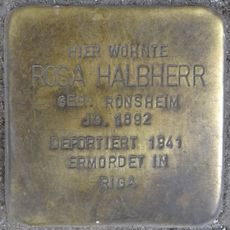 HIER WOHNTE
ROSA HALBHERR
GEB. RONSHEIM
JG. 1892
DEPORTIERT 1941
ERMORDET IN
RIGA